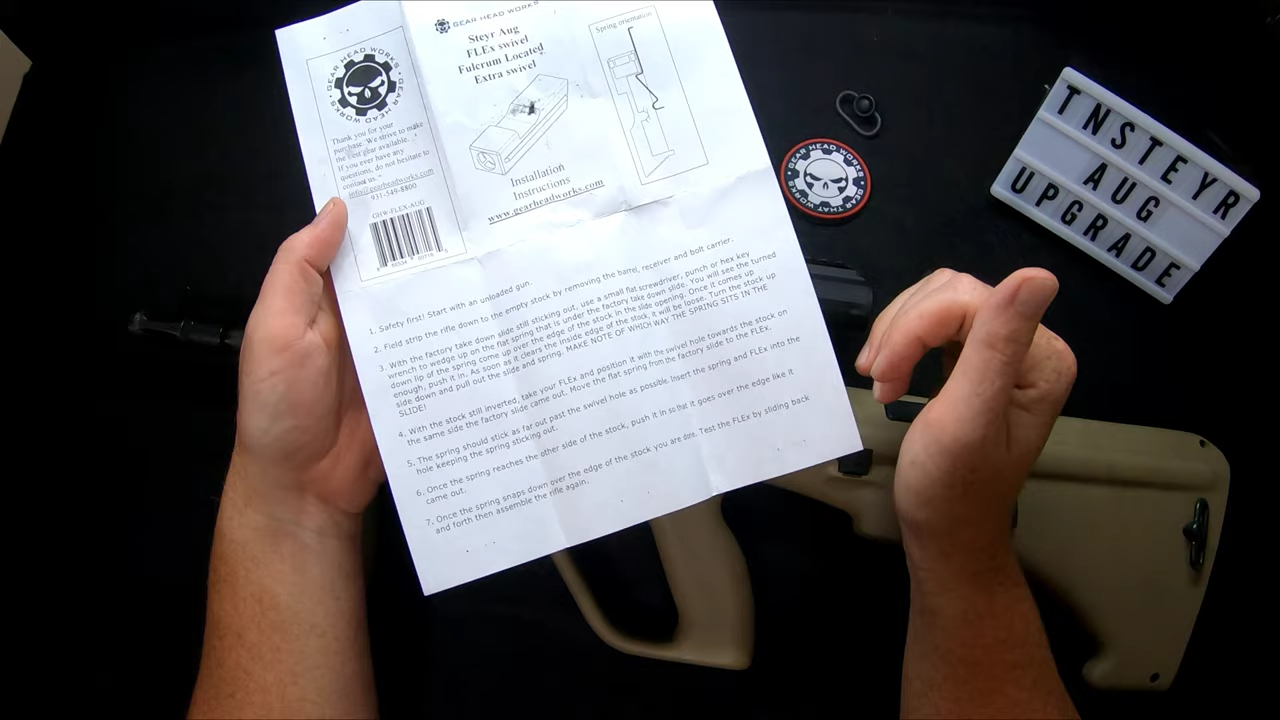 GEAR HEAD WORKS
GEAR HEAD WORKS
Thank you for your
purchase. We strive to make
the best gear available.
If you ever have any
questions, do not hesitate to
contact us.
info@gearheadworks.com
931-549-8800
GHW-FLEX-AUG
GEAR HEAD WORKS
Steyr Aug
FLEx swivel
Fulcrum Located
Extra swivel
Installation
Instructions
www.gearheadworks.com
Spring orientation
1. Safety first! Start with an unloaded gun.
2. Field strip the rifle down to the empty stock by removing the barrel, receiver and bolt carrier.
3. With the factory take down slide still sticking out, use a small flat screwdriver, punch or hex key
wrench to wedge up on the flat spring that is under the factory take down slide. You will see the turned
down lip of the spring come up over the edge of the stock in the slide opening. Once it comes up
enough, push it in. As soon as it clears the inside edge of the stock, it will be loose. Turn the stock up
side down and pull out the slide and spring. MAKE NOTE OF WHICH WAY THE SPRING SITS IN THE
SLIDE!
4. With the stock still inverted, take your FLEx and position it with the swivel hole towards the stock on
the same side the factory slide came out. Move the flat spring from the factory slide to the FLEx.
5. The spring should stick as far out past the swivel hole as possible. Insert the spring and FLEx into the
hole keeping the spring sticking out.
6. Once the spring reaches the other side of the stock, push it in so that it goes over the edge like it
came out.
7. Once the spring snaps down over the edge of the stock you are done. Test the FLEx by sliding back
and forth then assemble the rifle again.
GEAR HEAD WORKS
GEAR THAT WORKS
TNSTEYR
AUG
UPGRADE